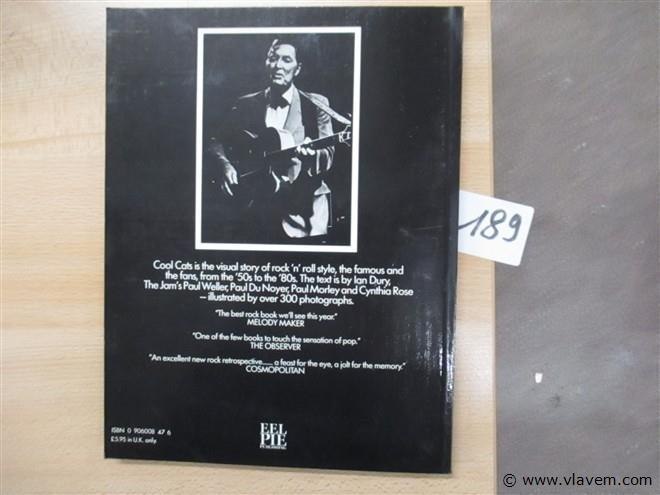 Cool Cats is the visual story of rock 'n' roll style, the famous and
the fans, from the '50s to the '80s. The text is by Ian Dury,
The Jam's Paul Weller, Paul Du Noyer, Paul Morley and Cynthia Rose
– illustrated by over 300 photographs.
"The best rock book we'll see this year."
MELODY MAKER
"One of the few books to touch the sensation of pop."
THE OBSERVER
"An excellent new rock retrospective...... a feast for the eye, a jolt for the memory."
COSMOPOLITAN
ISBN 0 906008 47 6
£5.95 in U.K. only.
EEL
PIE
PUBLISHING
189
© www.vlavem.com